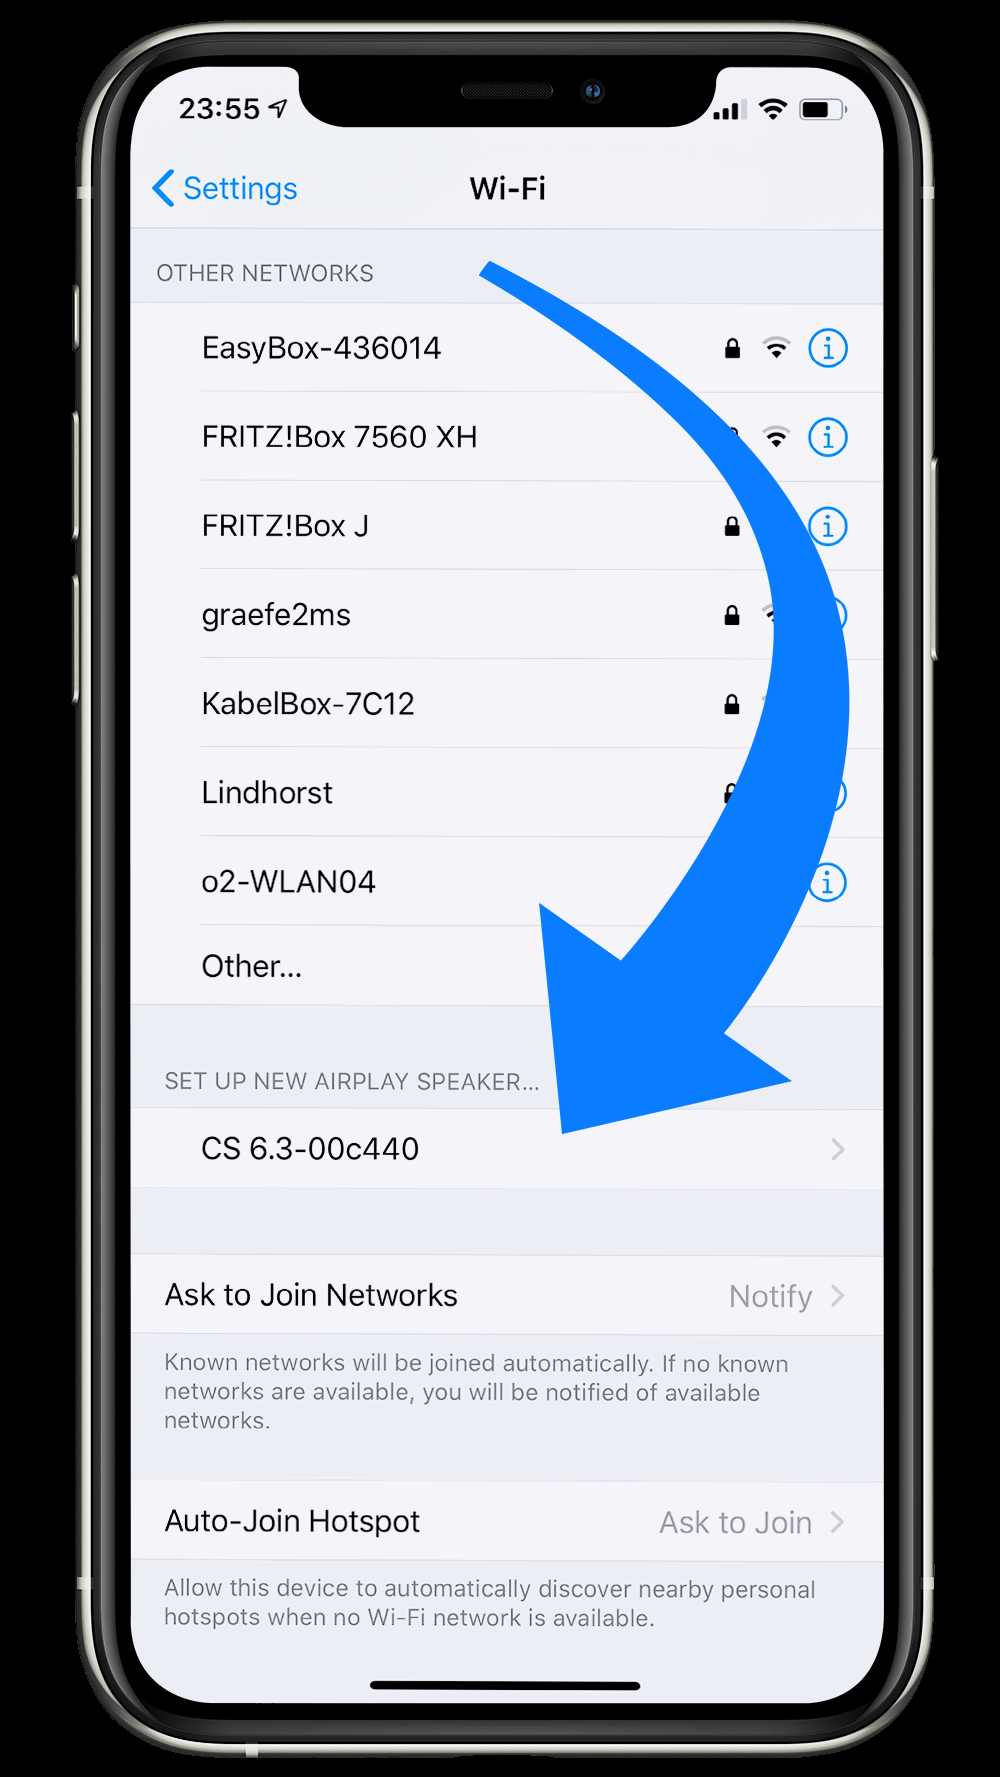 23:55
Settings
Wi-Fi
OTHER NETWORKS
EasyBox-436014
FRITZ!Box 7560 XH
FRITZ!Box J
graefe2ms
KabelBox-7C12
Lindhorst
o2-WLAN04
Other...
SET UP NEW AIRPLAY SPEAKER...
CS 6.3-00c440
Ask to Join Networks
Notify
Known networks will be joined automatically. If no known
networks are available, you will be notified of available
networks.
Auto-Join Hotspot
Ask to Join
Allow this device to automatically discover nearby personal
hotspots when no Wi-Fi network is available.